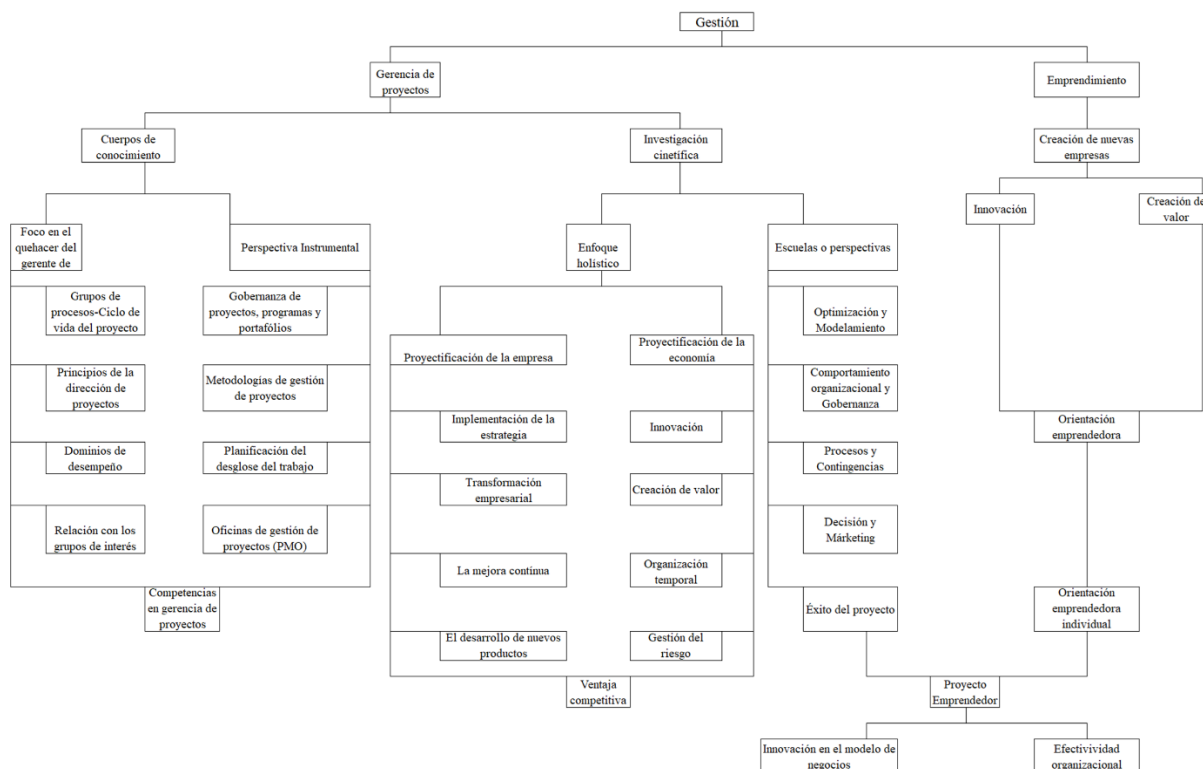 Gestión
Gerencia de
proyectos
Emprendimiento
Cuerpos de
conocimiento
Investigación
cinetífica
Creación de nuevas
empresas
Innovación
Creación de
valor
Foco en el
quehacer del
gerente de
Perspectiva Instrumental
Enfoque
holístico
Escuelas o perspectivas
Grupos de
procesos-Ciclo de
vida del proyecto
Gobernanza de
proyectos, programas y
portafólios
Optimización y
Modelamiento
Proyectificación de la empresa
Proyectificación de la
economía
Principios de la
dirección de
proyectos
Metodologías de gestión
de proyectos
Comportamiento
organizacional y
Gobernanza
Implementación de la
estrategia
Innovación
Orientación
emprendedora
Dominios de
desempeño
Planificación del
desglose del trabajo
Procesos y
Contingencias
Transformación
empresarial
Creación de valor
Relación con los
grupos de interés
Oficinas de gestión de
proyectos (PMO)
Decisión y
Márketing
La mejora continua
Organización
temporal
Competencias
en gerencia de
proyectos
Éxito del proyecto
Orientación
emprendedora
individual
El desarrollo de nuevos
productos
Gestión del
riesgo
Ventaja
competitiva
Proyecto
Emprendedor
Innovación en el modelo de
negocios
Efectivividad
organizacional